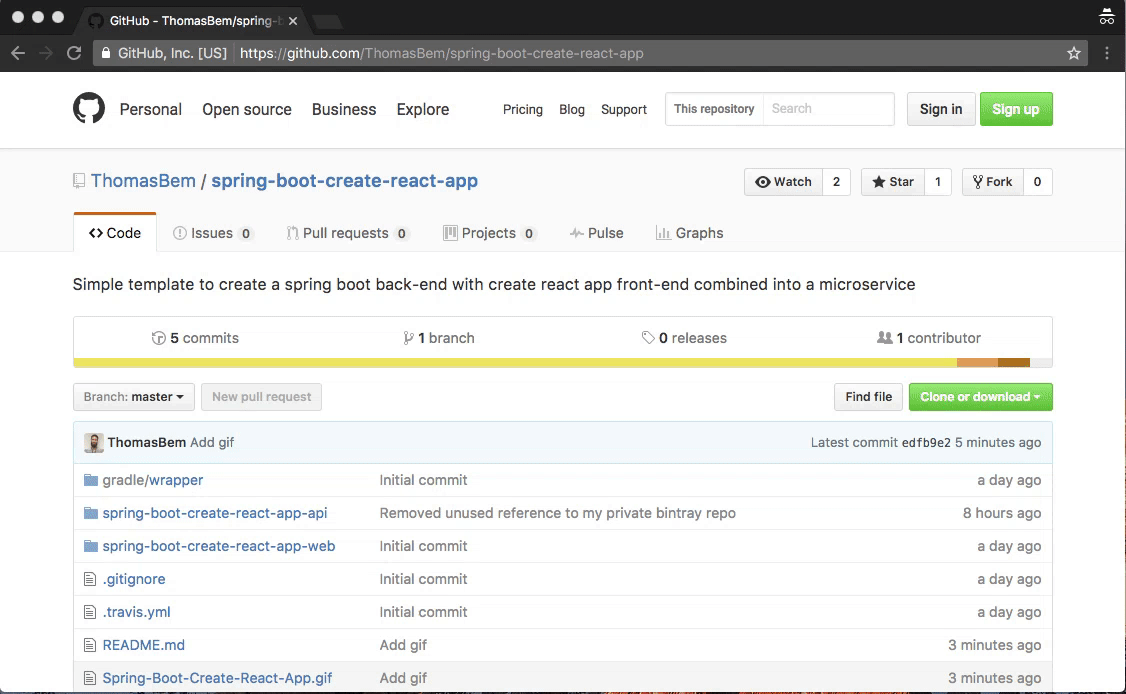 GitHub - ThomasBem/spring-b
GitHub, Inc. [US] https://github.com/ThomasBem/spring-boot-create-react-app
Personal Open source Business Explore Pricing Blog Support This repository Search Sign in Sign up
ThomasBem / spring-boot-create-react-app Watch 2 Star 1 Fork 0
Code Issues 0 Pull requests 0 Projects 0 Pulse Graphs
Simple template to create a spring boot back-end with create react app front-end combined into a microservice
5 commits 1 branch 0 releases 1 contributor
Branch: master New pull request Find file Clone or download
ThomasBem Add gif Latest commit edfb9e2 5 minutes ago
gradle/wrapper Initial commit a day ago
spring-boot-create-react-app-api Removed unused reference to my private bintray repo 8 hours ago
spring-boot-create-react-app-web Initial commit a day ago
.gitignore Initial commit a day ago
.travis.yml Initial commit a day ago
README.md Add gif 3 minutes ago
Spring-Boot-Create-React-App.gif Add gif 3 minutes ago